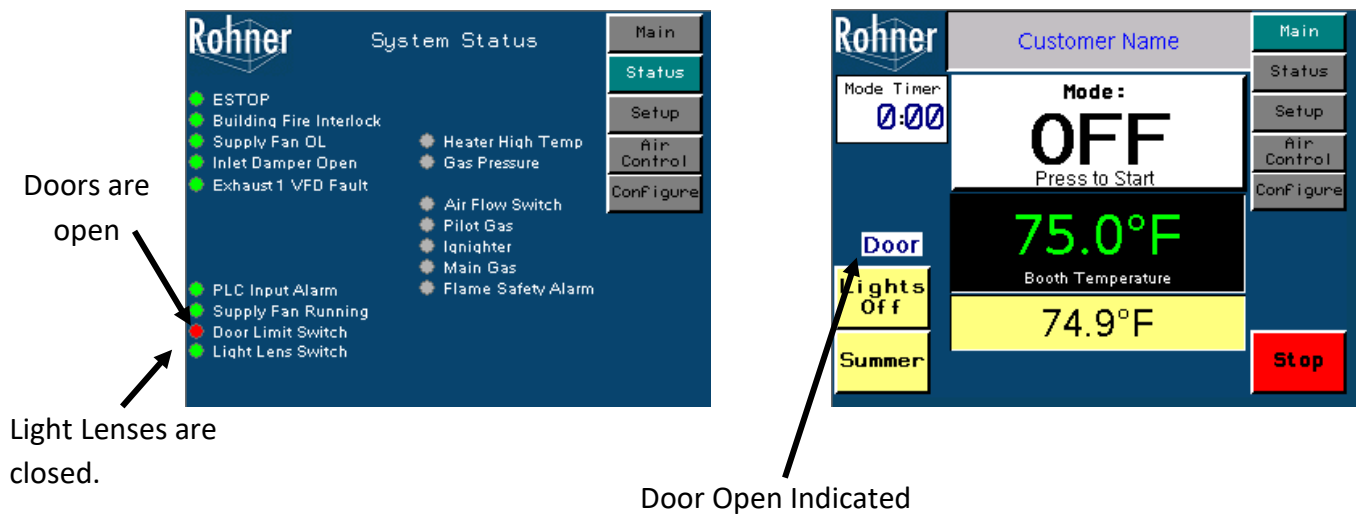 Rohner
System Status
Main
Status
Setup
Air
Control
Configure
ESTOP
Building Fire Interlock
Supply Fan OL
Inlet Damper Open
Exhaust 1 VFD Fault
Heater High Temp
Gas Pressure
Air Flow Switch
Pilot Gas
Ignighter
Main Gas
Flame Safety Alarm
PLC Input Alarm
Supply Fan Running
Door Limit Switch
Light Lens Switch
Doors are
open
Light Lenses are
closed.
Rohner
Customer Name
Main
Status
Setup
Air
Control
Configure
Mode Timer
0:00
Mode:
OFF
Press to Start
75.0°F
Booth Temperature
74.9°F
Door
Lights
Off
Summer
Stop
Door Open Indicated